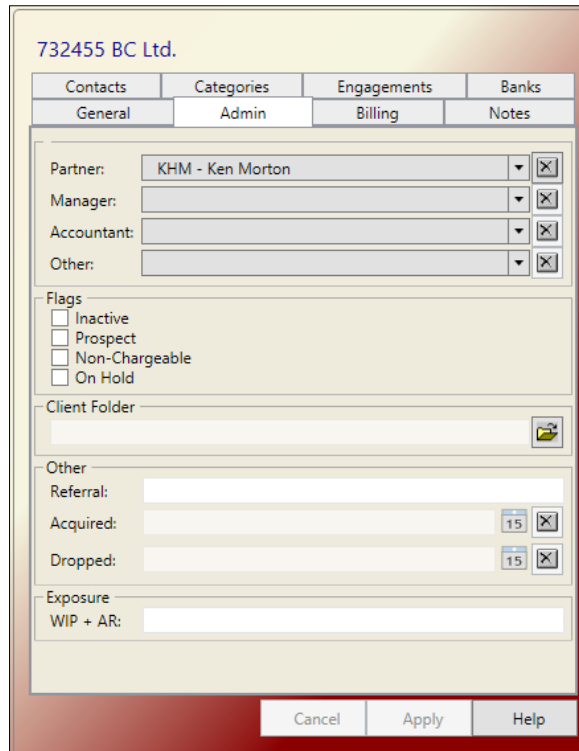 732455 BC Ltd.
Contacts Categories Engagements Banks
General Admin Billing Notes
Partner: KHM - Ken Morton
Manager:
Accountant:
Other:
Flags
Inactive
Prospect
Non-Chargeable
On Hold
Client Folder
Other
Referral:
Acquired: 15
Dropped: 15
Exposure
WIP + AR:
Cancel Apply Help